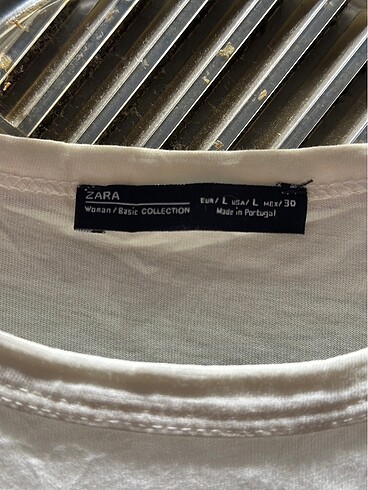 ZARA
Woman / Basic COLLECTION
EUR / L USA / L MEX / 30
Made in Portugal